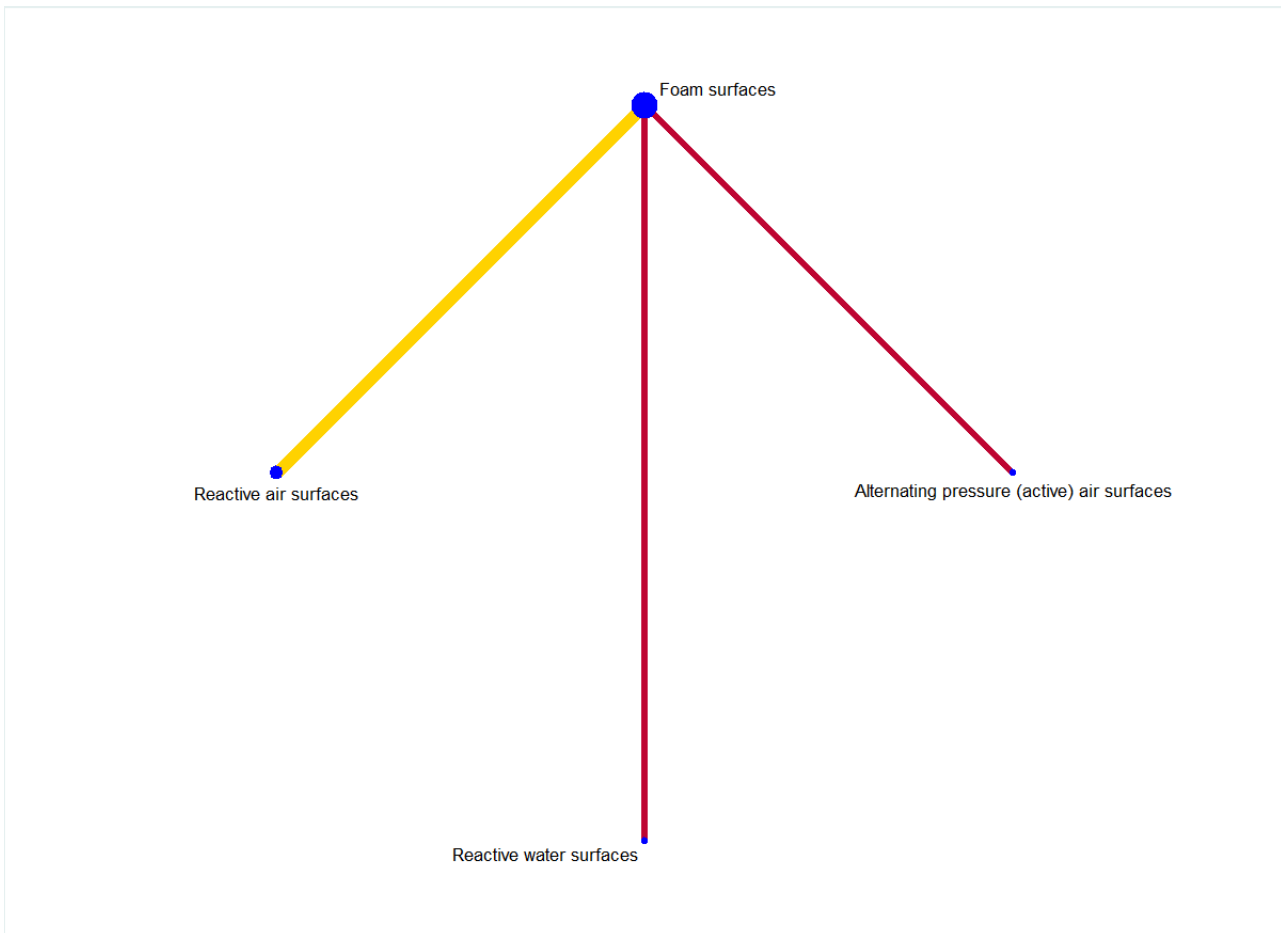 Foam surfaces
Reactive air surfaces
Alternating pressure (active) air surfaces
Reactive water surfaces